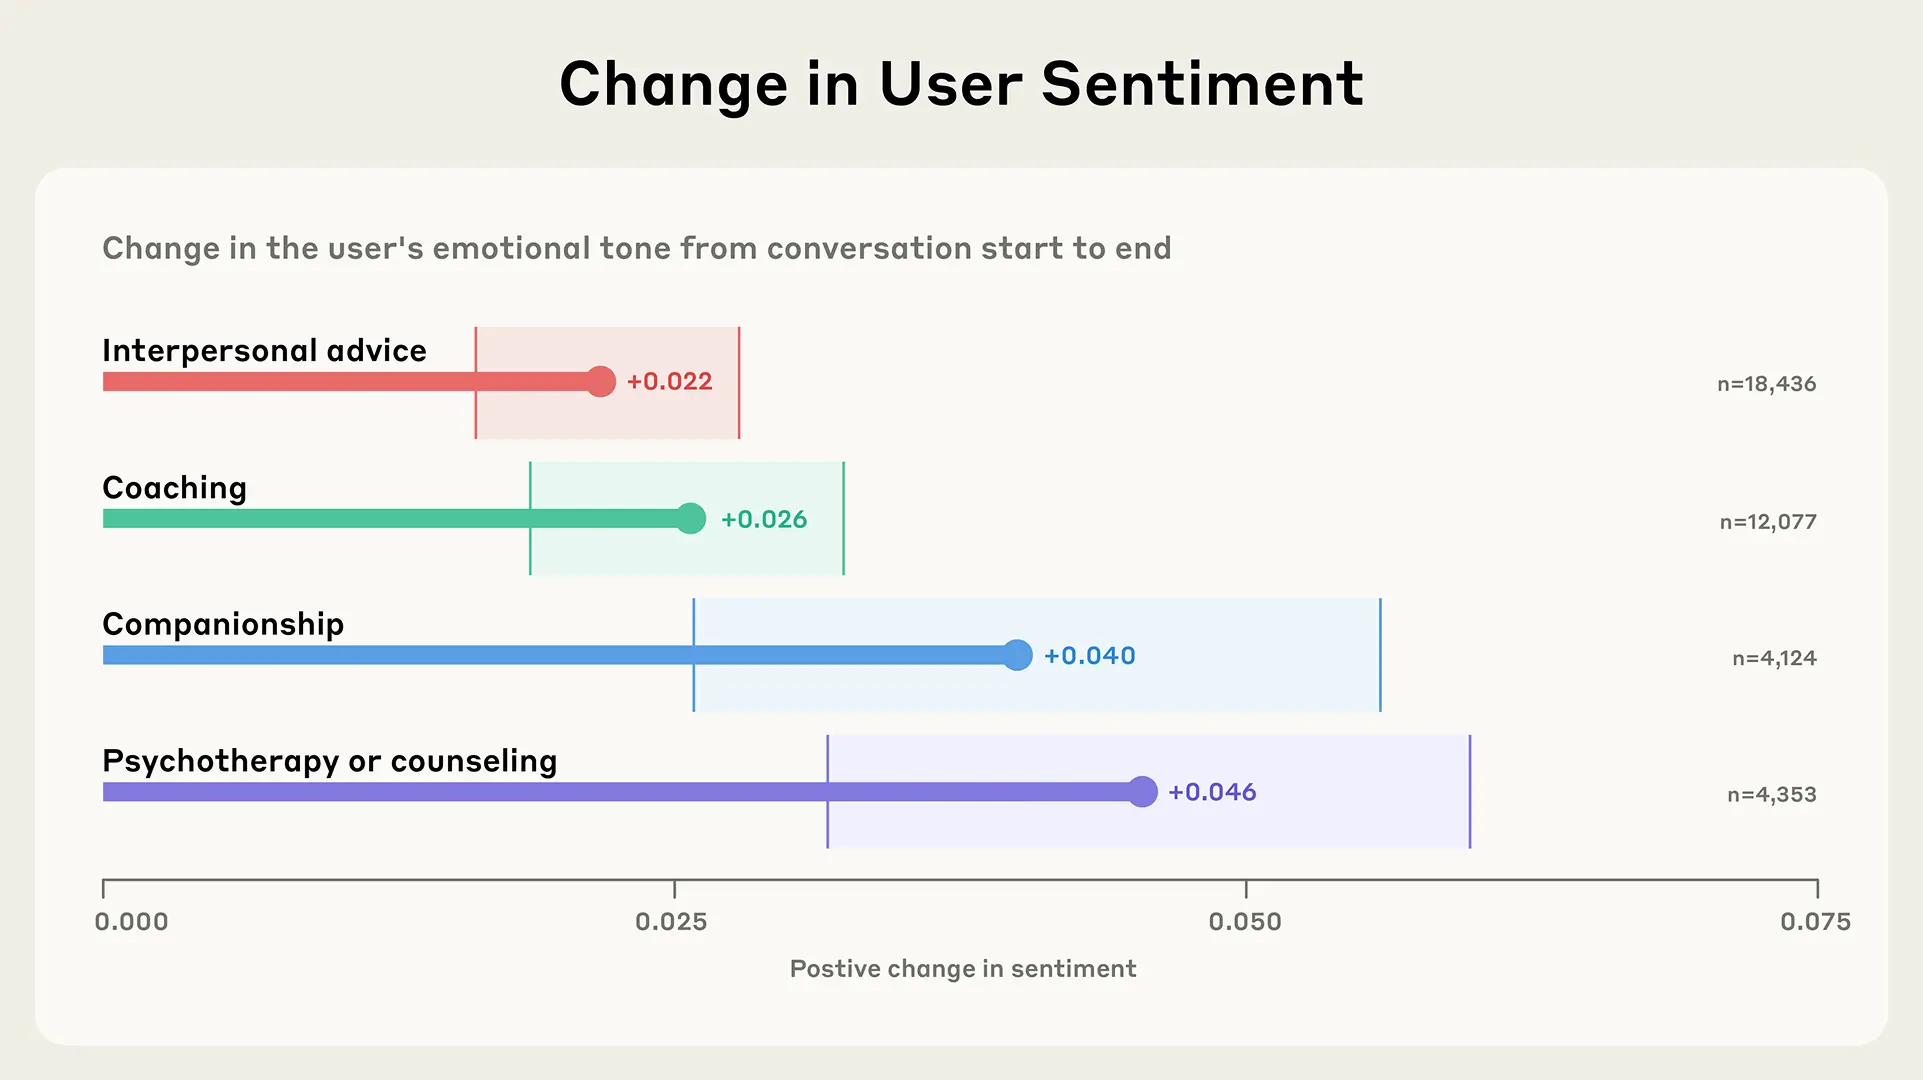 Change in User Sentiment
Change in the user's emotional tone from conversation start to end
Interpersonal advice
+0.022
n=18,436
Coaching
+0.026
n=12,077
Companionship
+0.040
n=4,124
Psychotherapy or counseling
+0.046
n=4,353
0.000 0.025 0.050 0.075
Postive change in sentiment